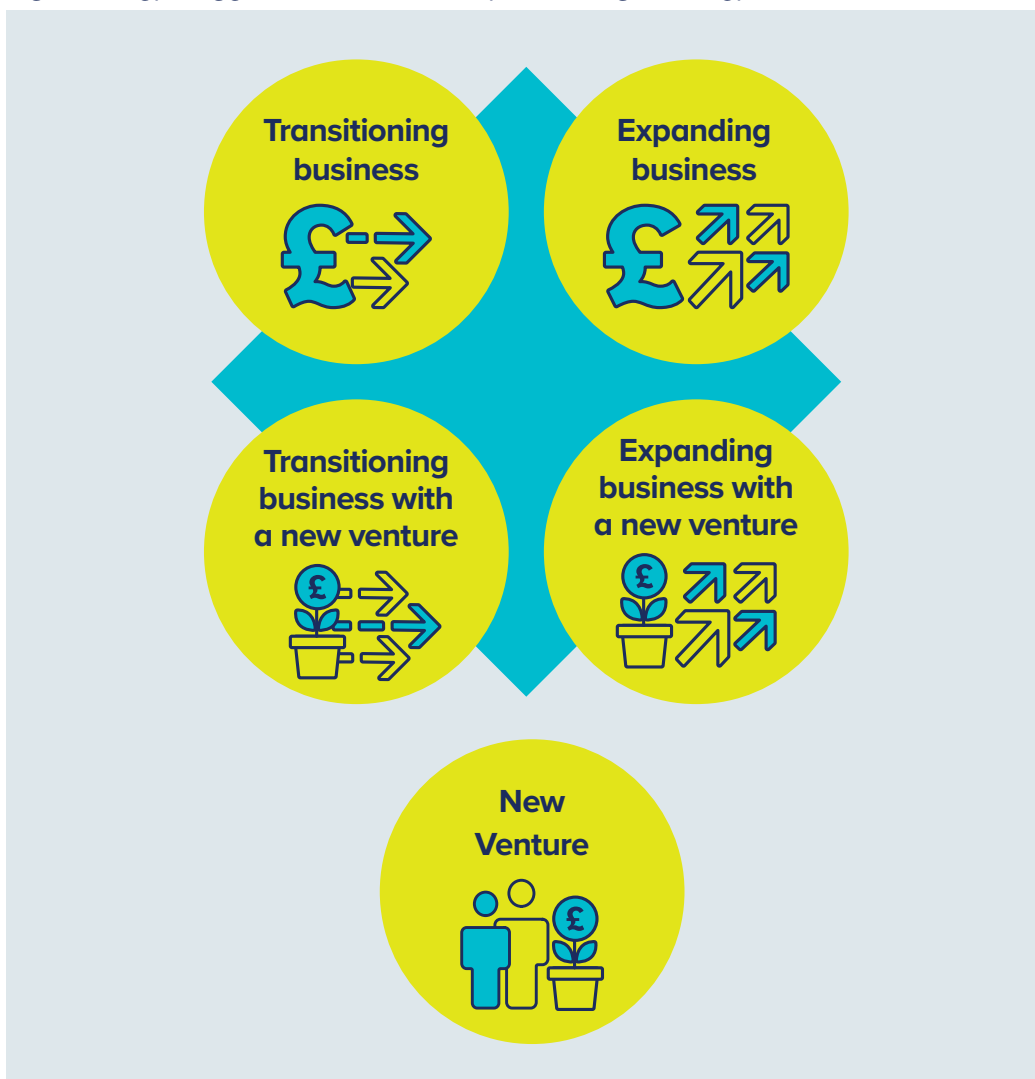 Transitioning
business
£
Expanding
business
£
Transitioning
business with
a new venture
£
Expanding
business with
a new venture
£
New
Venture
£